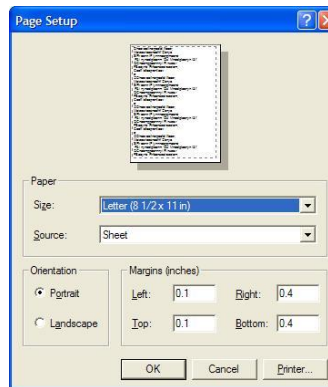 Page Setup
Paper
Size: Letter (8 1/2 x 11 in)
Source: Sheet
Orientation
Portrait
Landscape
Margins (inches)
Left: 0.1 Right: 0.4
Top: 0.1 Bottom: 0.4
OK Cancel Printer...